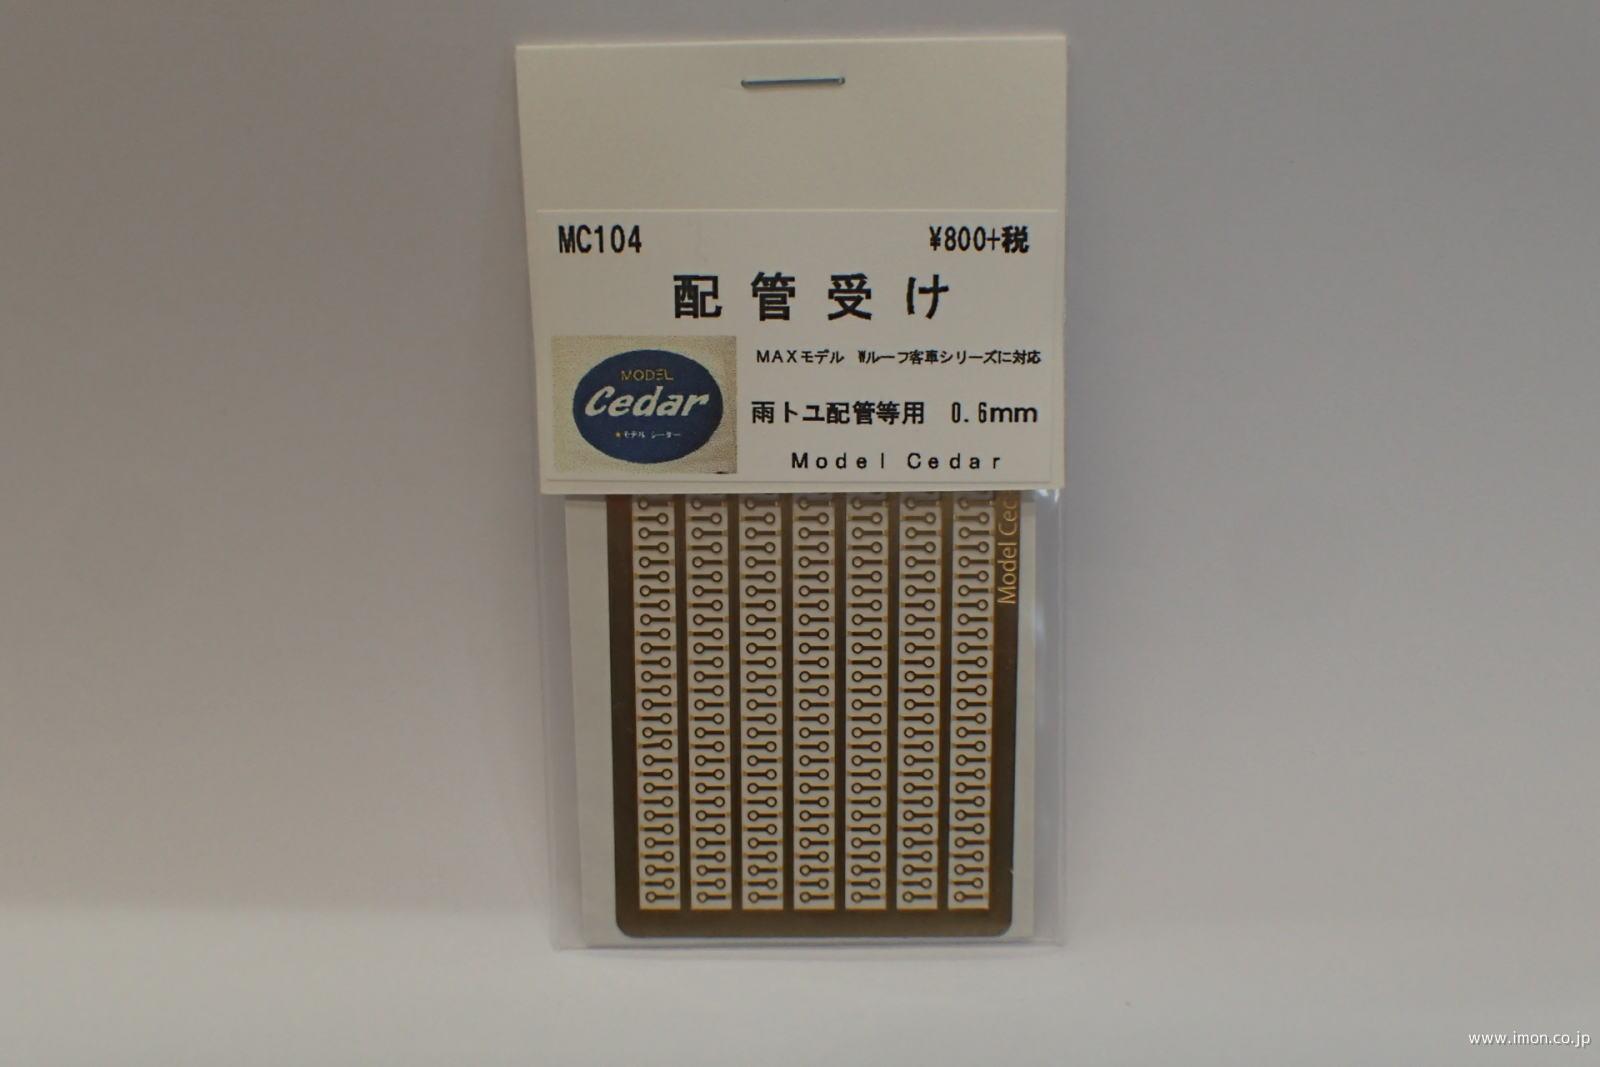 MC104 ¥800+税
配管受け
MAXモデル Wルーフ客車シリーズに対応
MODEL
Cedar
★モデル シーダー
雨トユ配管等用 0.6mm
Model Cedar
Model Ced
www.imon.co.jp